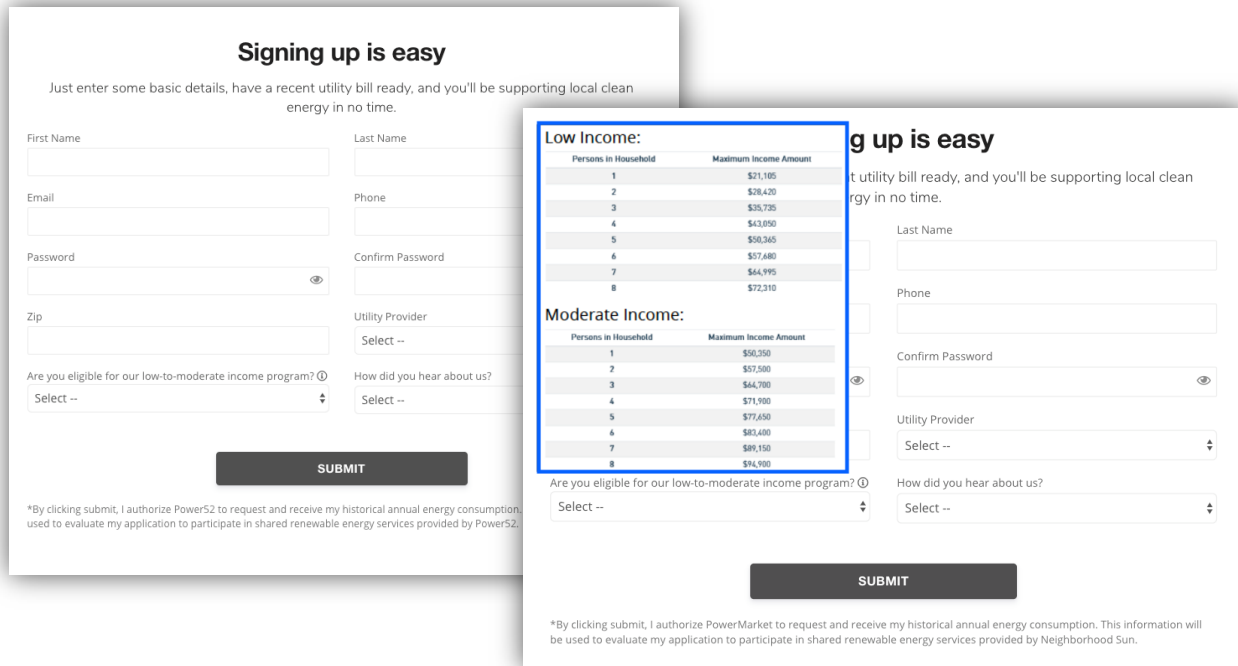 Signing up is easy
Just enter some basic details, have a recent utility bill ready, and you'll be supporting local clean
energy in no time.
First Name
Last Name
Email
Phone
Password
Confirm Password
Zip
Utility Provider
Select --
Are you eligible for our low-to-moderate income program?
How did you hear about us?
Select --
Select --
SUBMIT
*By clicking submit, I authorize Power52 to request and receive my historical annual energy consumption.
used to evaluate my application to participate in shared renewable energy services provided by Power52.
Low Income:
Persons in Household Maximum Income Amount
1 $21,105
2 $28,420
3 $35,735
4 $43,050
5 $50,365
6 $57,680
7 $64,995
8 $72,310
Moderate Income:
Persons in Household Maximum Income Amount
1 $50,350
2 $57,500
3 $64,700
4 $71,900
5 $77,650
6 $83,400
7 $89,150
8 $94,900
g up is easy
t utility bill ready, and you'll be supporting local clean
rgy in no time.
Last Name
Phone
Confirm Password
Utility Provider
Select --
Are you eligible for our low-to-moderate income program?
How did you hear about us?
Select --
Select --
SUBMIT
*By clicking submit, I authorize PowerMarket to request and receive my historical annual energy consumption. This information will
be used to evaluate my application to participate in shared renewable energy services provided by Neighborhood Sun.